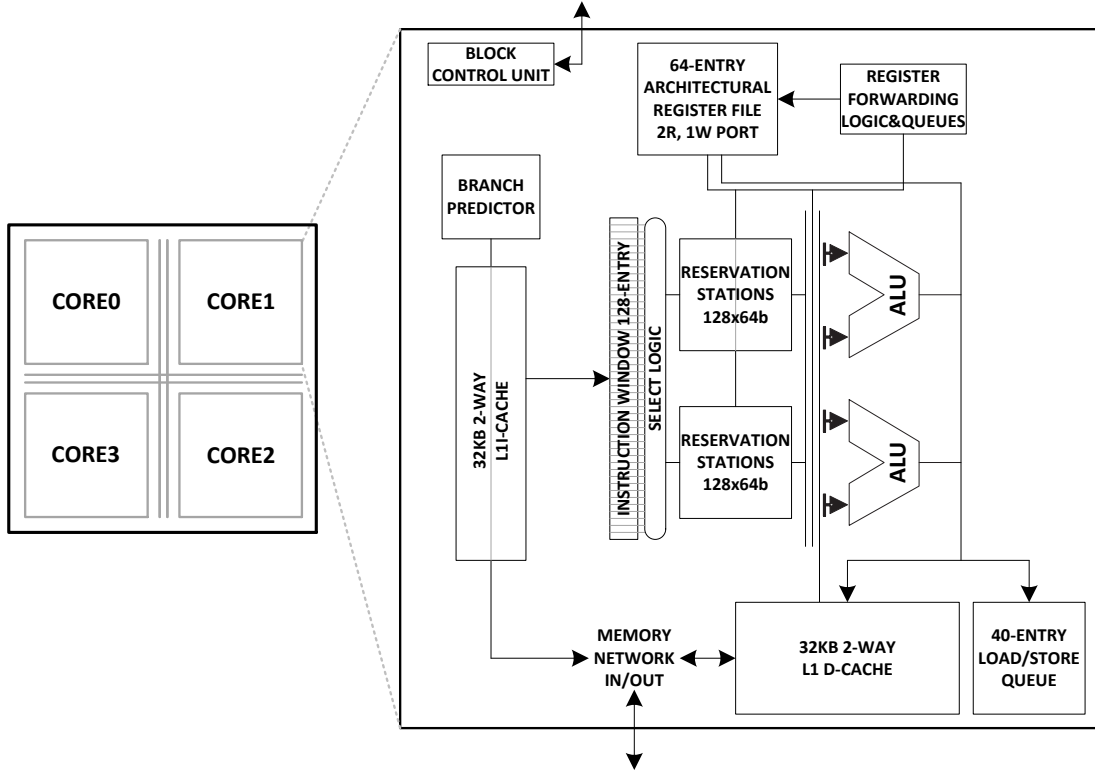 CORE0
CORE1
CORE3
CORE2
BLOCK
CONTROL UNIT
64-ENTRY
ARCHITECTURAL
REGISTER FILE
2R, 1W PORT
REGISTER
FORWARDING
LOGIC&QUEUES
BRANCH
PREDICTOR
32KB 2-WAY
L1I-CACHE
INSTRUCTION WINDOW 128-ENTRY
SELECT LOGIC
RESERVATION
STATIONS
128x64b
ALU
RESERVATION
STATIONS
128x64b
ALU
MEMORY
NETWORK
IN/OUT
32KB 2-WAY
L1 D-CACHE
40-ENTRY
LOAD/STORE
QUEUE